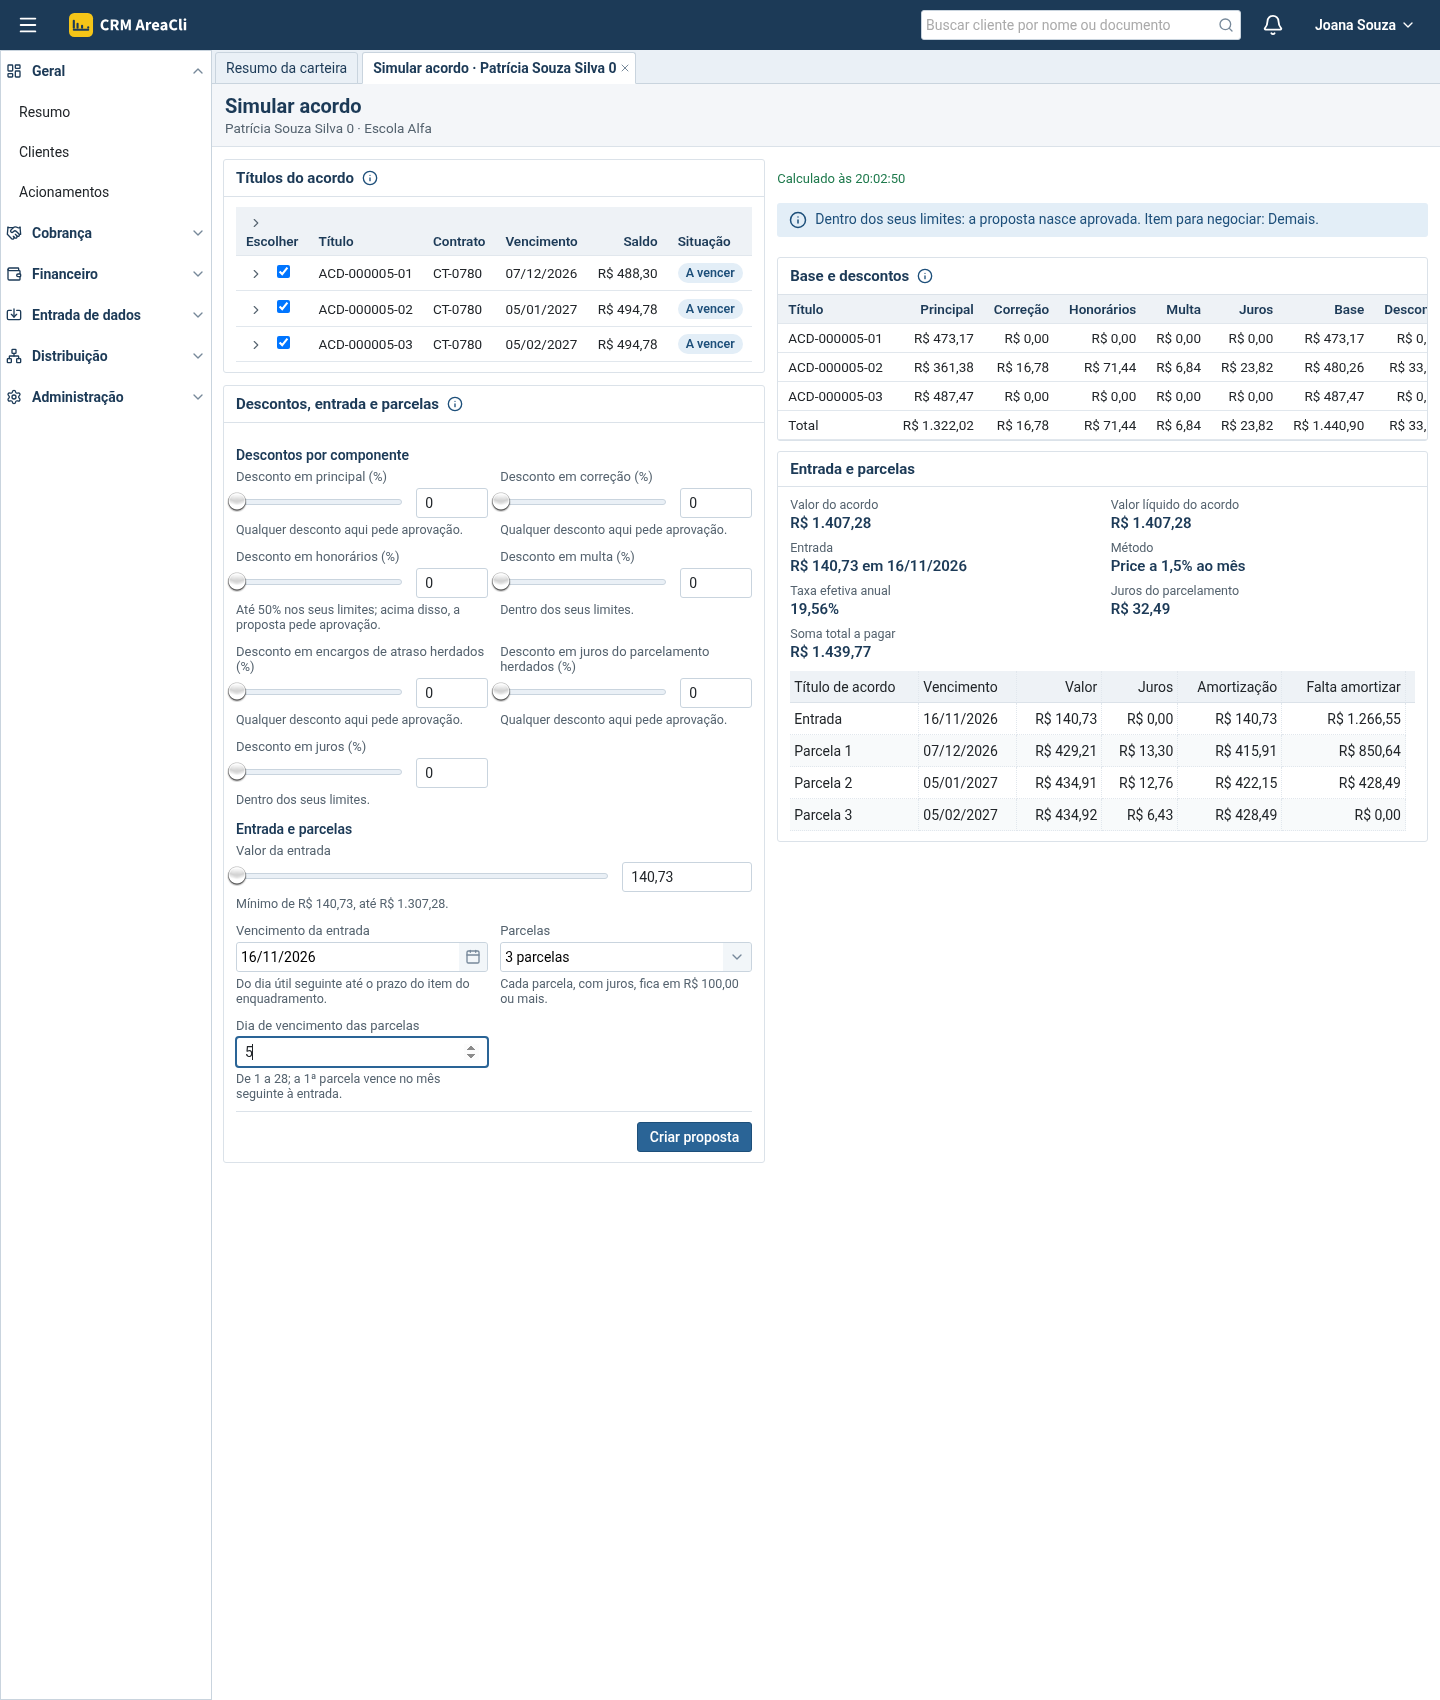 CRM AreaCli
Buscar cliente por nome ou documento
Joana Souza
Geral
Resumo
Clientes
Acionamentos
Cobrança
Financeiro
Entrada de dados
Distribuição
Administração
Resumo da carteira
Simular acordo · Patrícia Souza Silva 0 ×
Simular acordo
Patrícia Souza Silva 0 · Escola Alfa
Títulos do acordo
Escolher Título Contrato Vencimento Saldo Situação
ACD-000005-01 CT-0780 07/12/2026 R$ 488,30 A vencer
ACD-000005-02 CT-0780 05/01/2027 R$ 494,78 A vencer
ACD-000005-03 CT-0780 05/02/2027 R$ 494,78 A vencer
Descontos, entrada e parcelas
Descontos por componente
Desconto em principal (%) Desconto em correção (%)
0 0
Qualquer desconto aqui pede aprovação. Qualquer desconto aqui pede aprovação.
Desconto em honorários (%) Desconto em multa (%)
0 0
Até 50% nos seus limites; acima disso, a Dentro dos seus limites.
proposta pede aprovação.
Desconto em encargos de atraso herdados Desconto em juros do parcelamento
(%) herdados (%)
0 0
Qualquer desconto aqui pede aprovação. Qualquer desconto aqui pede aprovação.
Desconto em juros (%)
0
Dentro dos seus limites.
Entrada e parcelas
Valor da entrada
140,73
Mínimo de R$ 140,73, até R$ 1.307,28.
Vencimento da entrada Parcelas
16/11/2026 3 parcelas
Do dia útil seguinte até o prazo do item do Cada parcela, com juros, fica em R$ 100,00
enquadramento. ou mais.
Dia de vencimento das parcelas
5
De 1 a 28; a 1ª parcela vence no mês
seguinte à entrada.
Criar proposta
Calculado às 20:02:50
Dentro dos seus limites: a proposta nasce aprovada. Item para negociar: Demais.
Base e descontos
Título Principal Correção Honorários Multa Juros Base Descor
ACD-000005-01 R$ 473,17 R$ 0,00 R$ 0,00 R$ 0,00 R$ 0,00 R$ 473,17 R$ 0,
ACD-000005-02 R$ 361,38 R$ 16,78 R$ 71,44 R$ 6,84 R$ 23,82 R$ 480,26 R$ 33,
ACD-000005-03 R$ 487,47 R$ 0,00 R$ 0,00 R$ 0,00 R$ 0,00 R$ 487,47 R$ 0,
Total R$ 1.322,02 R$ 16,78 R$ 71,44 R$ 6,84 R$ 23,82 R$ 1.440,90 R$ 33,
Entrada e parcelas
Valor do acordo Valor líquido do acordo
R$ 1.407,28 R$ 1.407,28
Entrada Método
R$ 140,73 em 16/11/2026 Price a 1,5% ao mês
Taxa efetiva anual Juros do parcelamento
19,56% R$ 32,49
Soma total a pagar
R$ 1.439,77
Título de acordo Vencimento Valor Juros Amortização Falta amortizar
Entrada 16/11/2026 R$ 140,73 R$ 0,00 R$ 140,73 R$ 1.266,55
Parcela 1 07/12/2026 R$ 429,21 R$ 13,30 R$ 415,91 R$ 850,64
Parcela 2 05/01/2027 R$ 434,91 R$ 12,76 R$ 422,15 R$ 428,49
Parcela 3 05/02/2027 R$ 434,92 R$ 6,43 R$ 428,49 R$ 0,00